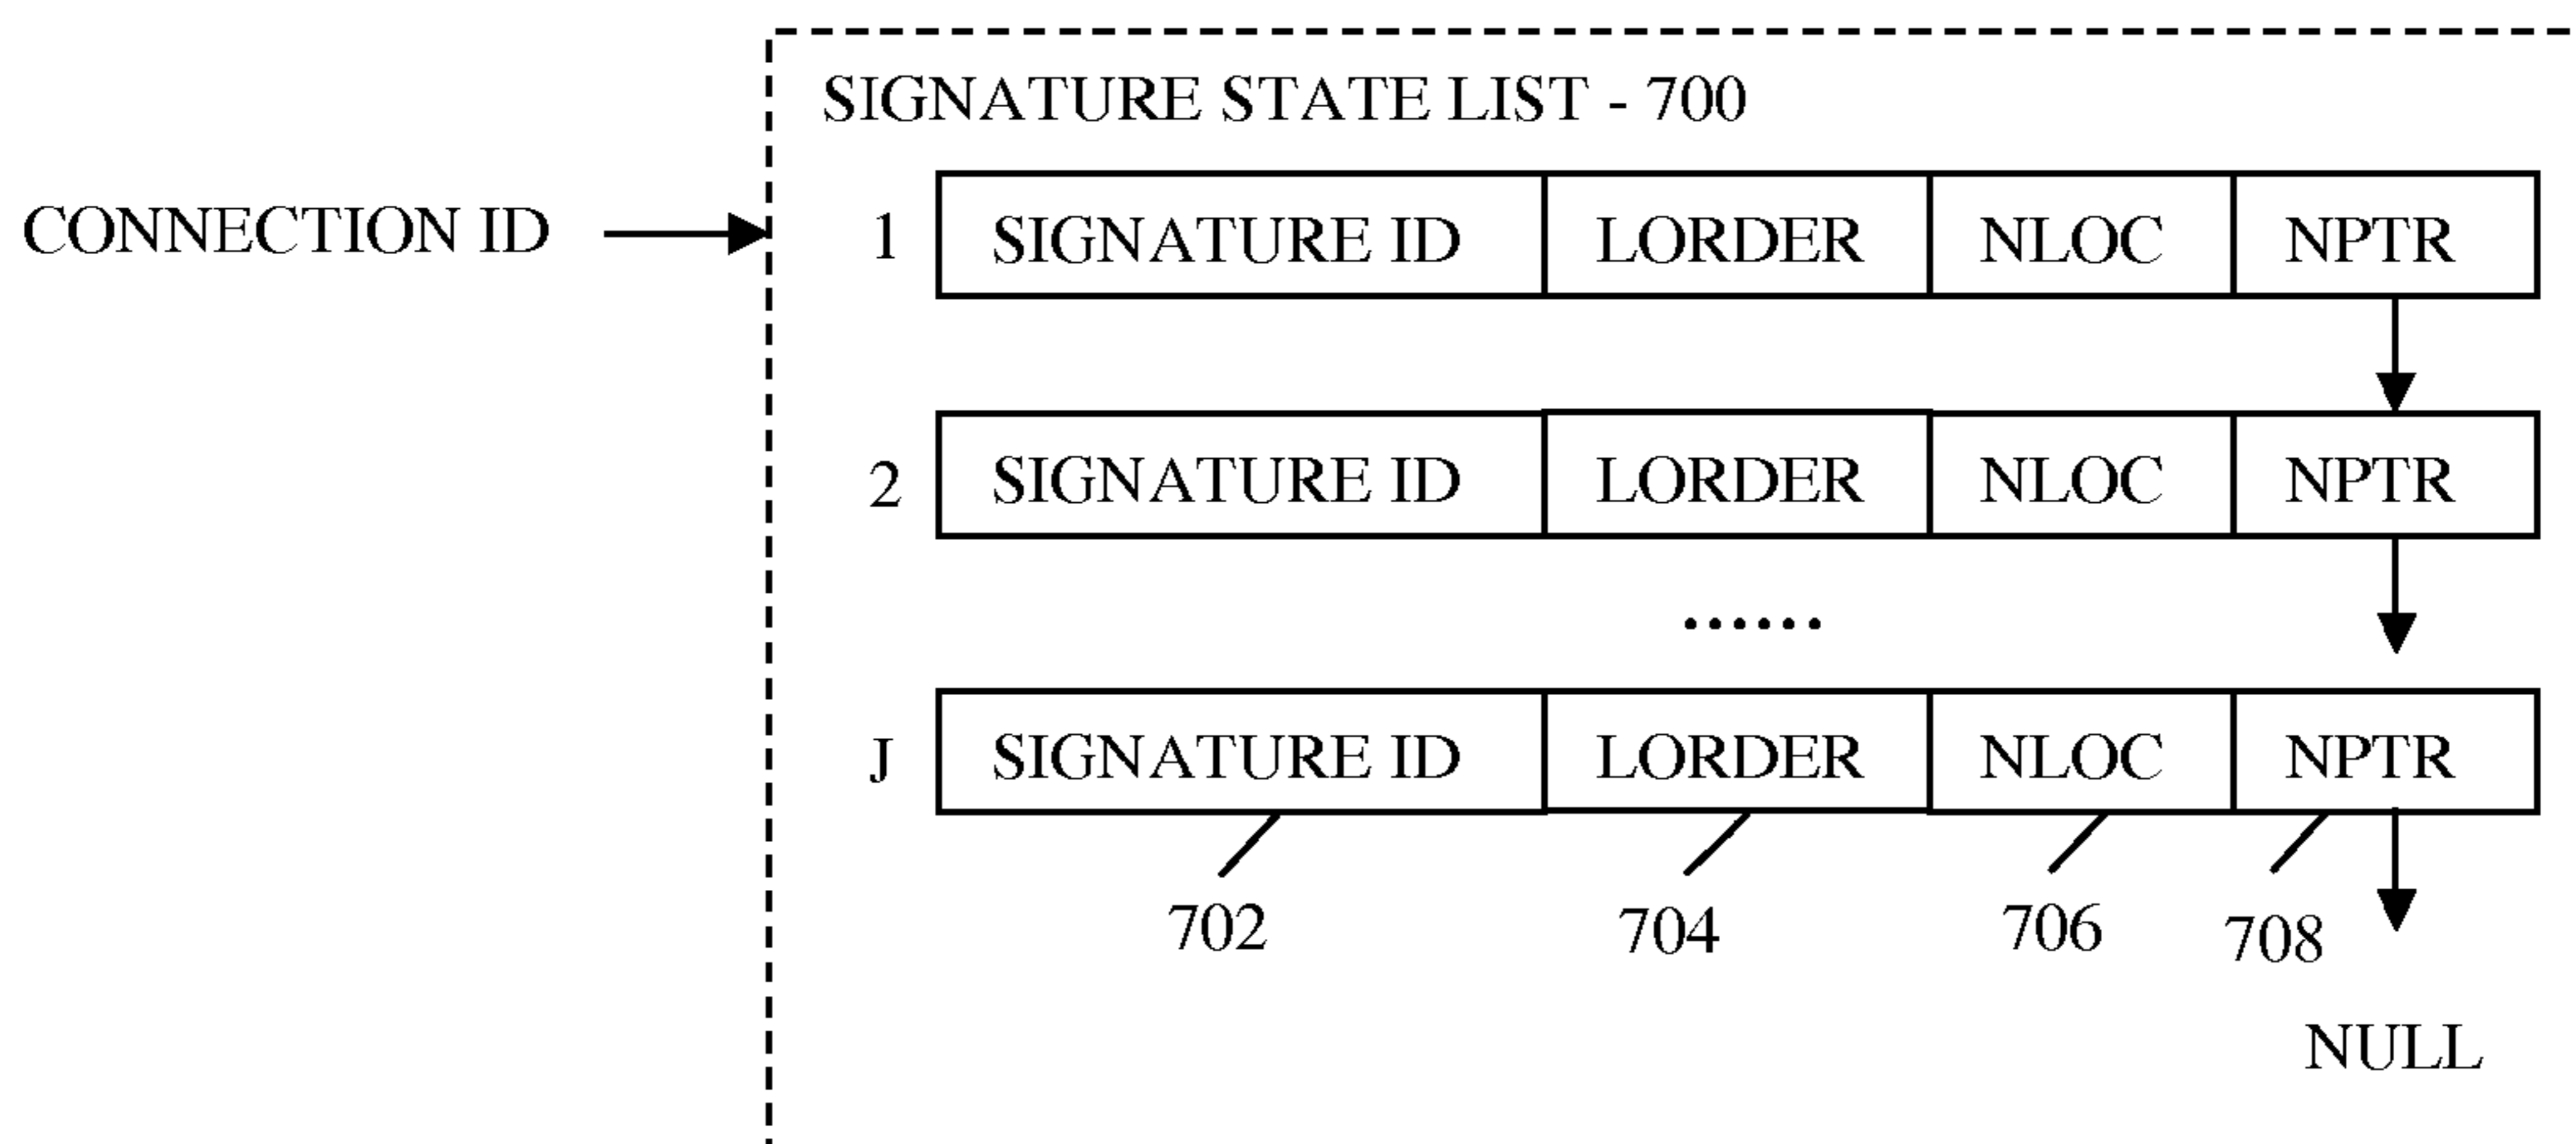 SIGNATURE STATE LIST - 700
CONNECTION ID
1 SIGNATURE ID LORDER NLOC NPTR
2 SIGNATURE ID LORDER NLOC NPTR
......
J SIGNATURE ID LORDER NLOC NPTR
702 704 706 708
NULL